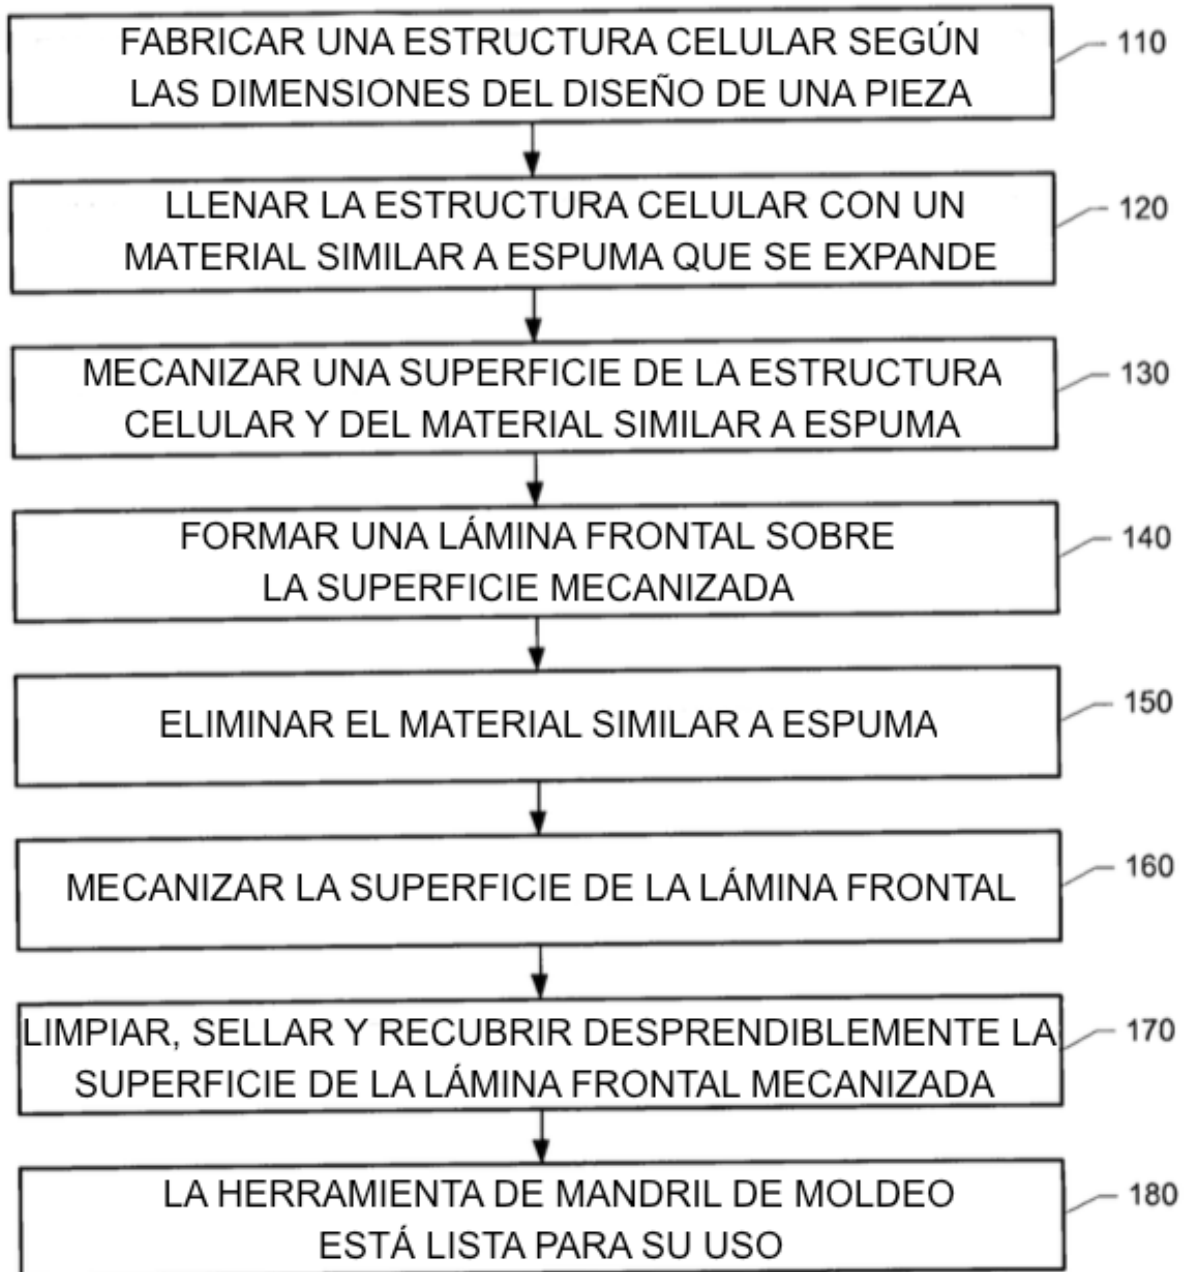 FABRICAR UNA ESTRUCTURA CELULAR SEGÚN
LAS DIMENSIONES DEL DISEÑO DE UNA PIEZA
110
LLENAR LA ESTRUCTURA CELULAR CON UN
MATERIAL SIMILAR A ESPUMA QUE SE EXPANDE
120
MECANIZAR UNA SUPERFICIE DE LA ESTRUCTURA
CELULAR Y DEL MATERIAL SIMILAR A ESPUMA
130
FORMAR UNA LÁMINA FRONTAL SOBRE
LA SUPERFICIE MECANIZADA
140
ELIMINAR EL MATERIAL SIMILAR A ESPUMA
150
MECANIZAR LA SUPERFICIE DE LA LÁMINA FRONTAL
160
LIMPIAR, SELLAR Y RECUBRIR DESPRENDIBLEMENTE LA
SUPERFICIE DE LA LÁMINA FRONTAL MECANIZADA
170
LA HERRAMIENTA DE MANDRIL DE MOLDEO
ESTÁ LISTA PARA SU USO
180